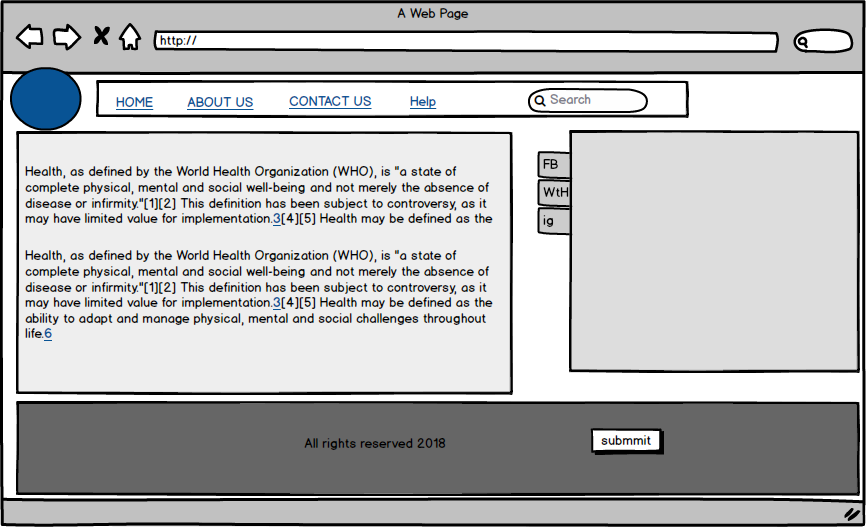 A Web Page
http://
HOME ABOUT US CONTACT US Help Search
Health, as defined by the World Health Organization (WHO), is "a state of
complete physical, mental and social well-being and not merely the absence of
disease or infirmity."[1][2] This definition has been subject to controversy, as it
may have limited value for implementation.3[4][5] Health may be defined as the
Health, as defined by the World Health Organization (WHO), is "a state of
complete physical, mental and social well-being and not merely the absence of
disease or infirmity."[1][2] This definition has been subject to controversy, as it
may have limited value for implementation.3[4][5] Health may be defined as the
ability to adapt and manage physical, mental and social challenges throughout
life.6
FB
WtH
ig
All rights reserved 2018
submmit